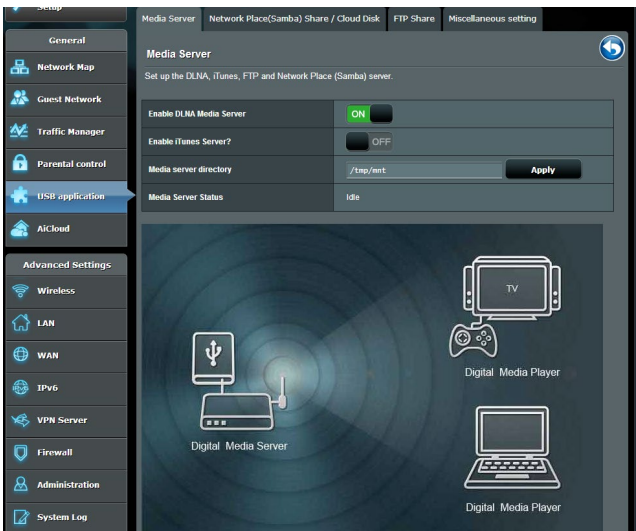 Setup
General
Network Map
Guest Network
Traffic Manager
Parental control
USB application
AiCloud
Advanced Settings
Wireless
LAN
WAN
IPv6
VPN Server
Firewall
Administration
System Log
Media Server Network Place(Samba) Share / Cloud Disk FTP Share Miscellaneous setting
Media Server
Set up the DLNA, iTunes, FTP and Network Place (Samba) server.
Enable DLNA Media Server ON
Enable iTunes Server? OFF
Media server directory /tmp/mnt Apply
Media Server Status Idle
TV
Digital Media Player
Digital Media Server
Digital Media Player